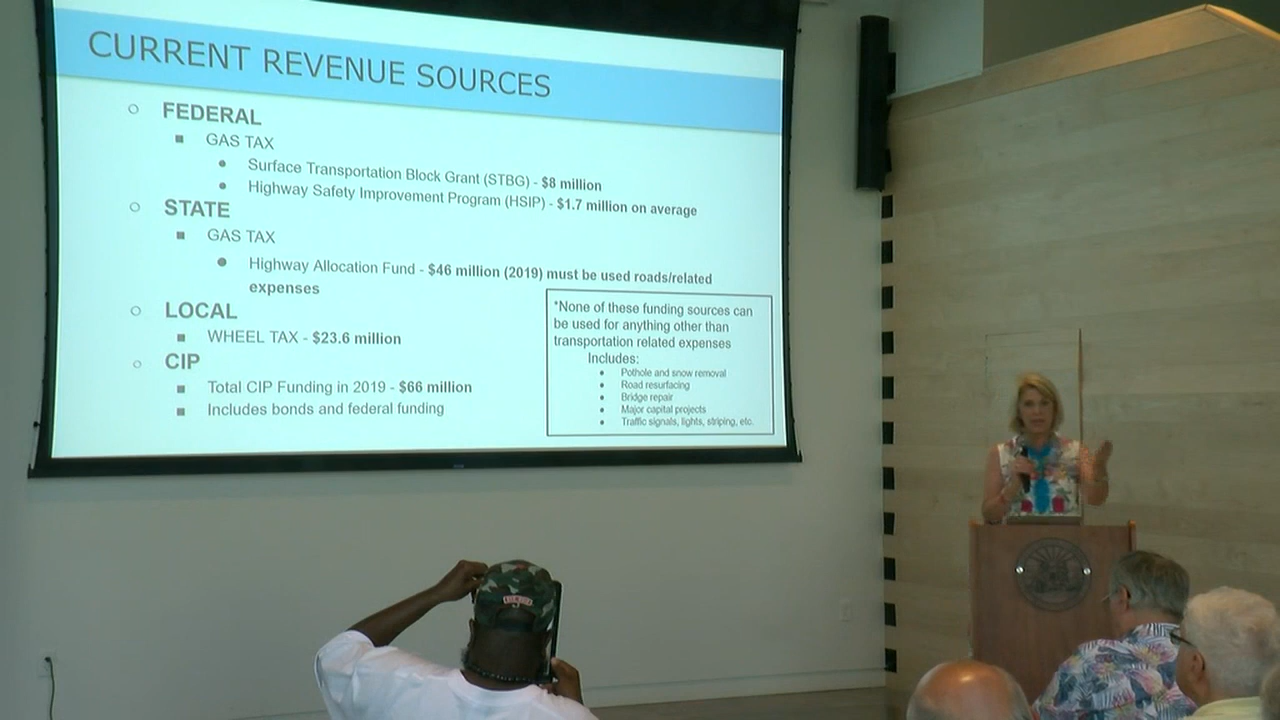 CURRENT REVENUE SOURCES
FEDERAL
GAS TAX
Surface Transportation Block Grant (STBG) - $8 million
Highway Safety Improvement Program (HSIP) - $1.7 million on average
STATE
GAS TAX
Highway Allocation Fund - $46 million (2019) must be used roads/related
expenses
LOCAL
WHEEL TAX - $23.6 million
CIP
Total CIP Funding in 2019 - $66 million
Includes bonds and federal funding
*None of these funding sources can
be used for anything other than
transportation related expenses
Includes:
Pothole and snow removal
Road resurfacing
Bridge repair
Major capital projects
Traffic signals, lights, striping, etc.